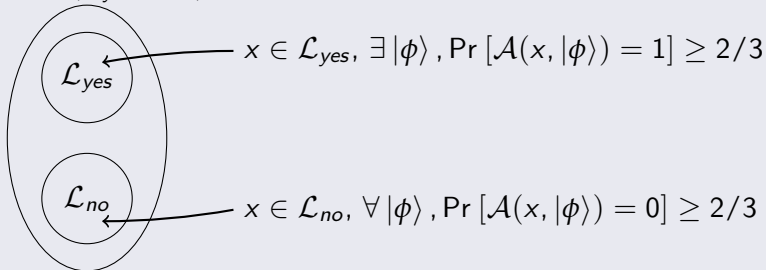 x ∈ ℒ_yes, ∃ |ϕ⟩ , Pr [𝒜(x, |ϕ⟩) = 1] ≥ 2/3
ℒ_yes
ℒ_no
x ∈ ℒ_no, ∀ |ϕ⟩ , Pr [𝒜(x, |ϕ⟩) = 0] ≥ 2/3